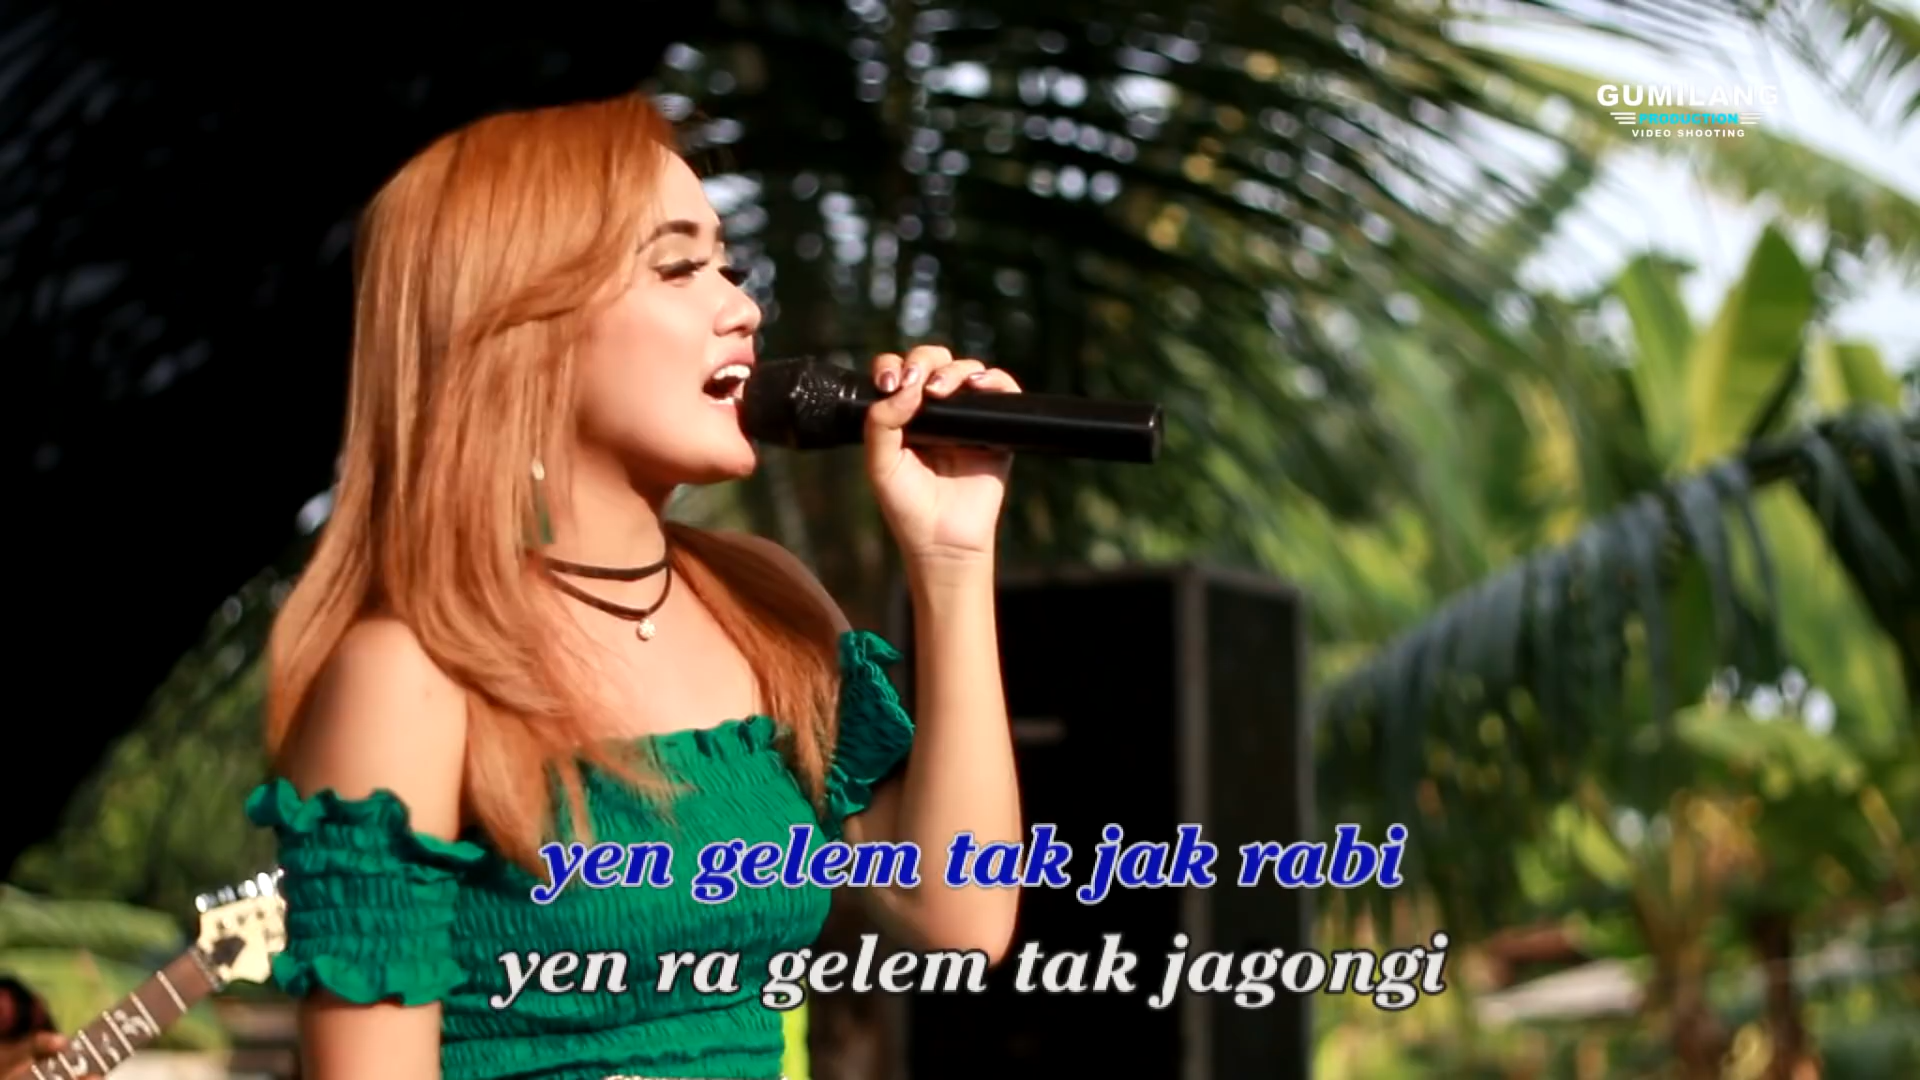 GUMILANG
PRODUCTION
VIDEO SHOOTING
yen gelem tak jak rabi
yen ra gelem tak jagongi